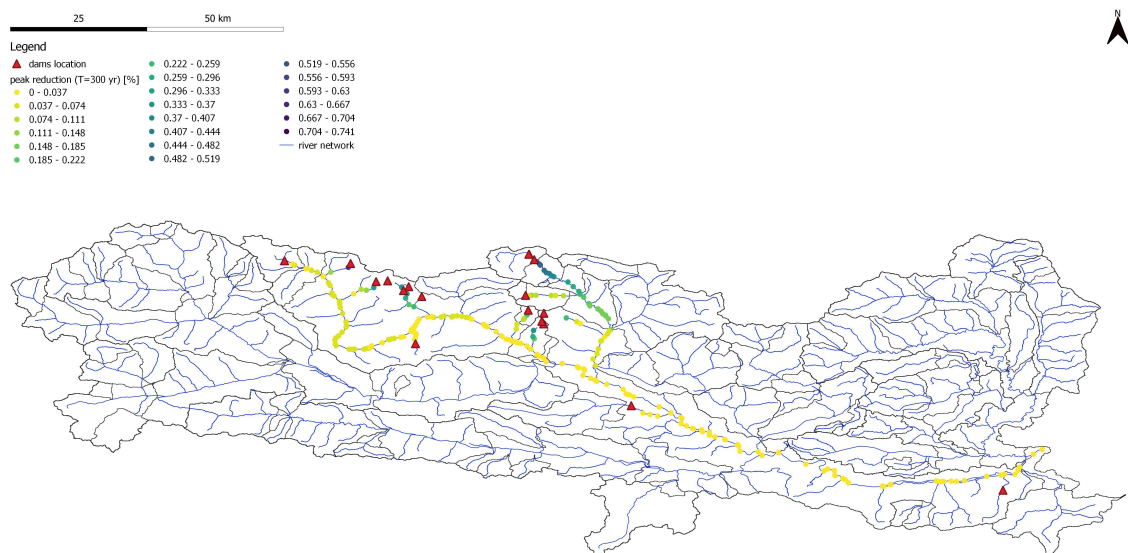 25
50 km
N
Legend
dams location
peak reduction (T=300 yr) [%]
0 - 0.037
0.037 - 0.074
0.074 - 0.111
0.111 - 0.148
0.148 - 0.185
0.185 - 0.222
0.222 - 0.259
0.259 - 0.296
0.296 - 0.333
0.333 - 0.37
0.37 - 0.407
0.407 - 0.444
0.444 - 0.482
0.482 - 0.519
0.519 - 0.556
0.556 - 0.593
0.593 - 0.63
0.63 - 0.667
0.667 - 0.704
0.704 - 0.741
river network